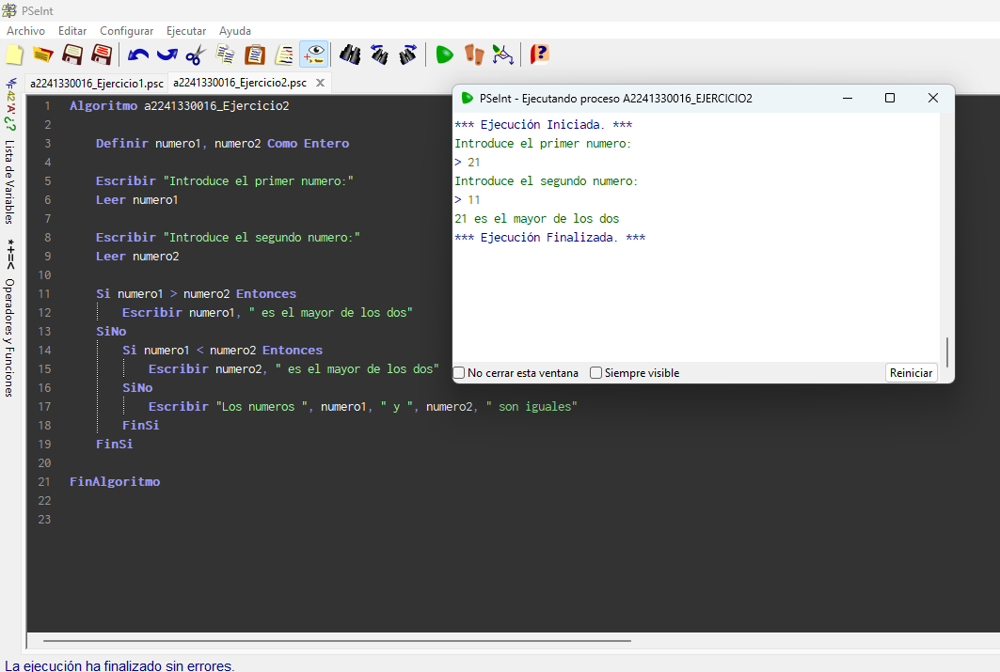 PSeInt
Archivo Editar Configurar Ejecutar Ayuda
a2241330016_Ejercicio1.psc a2241330016_Ejercicio2.psc
Lista de Variables
*+=<
Operadores y Funciones
1 Algoritmo a2241330016_Ejercicio2
2
3 Definir numero1, numero2 Como Entero
4
5 Escribir "Introduce el primer numero:"
6 Leer numero1
7
8 Escribir "Introduce el segundo numero:"
9 Leer numero2
10
11 Si numero1 > numero2 Entonces
12 Escribir numero1, " es el mayor de los dos"
13 SiNo
14 Si numero1 < numero2 Entonces
15 Escribir numero2, " es el mayor de los dos"
16 SiNo
17 Escribir "Los numeros ", numero1, " y ", numero2, " son iguales"
18 FinSi
19 FinSi
20
21 FinAlgoritmo
22
23
PSeInt - Ejecutando proceso A2241330016_EJERCICIO2
*** Ejecución Iniciada. ***
Introduce el primer numero:
> 21
Introduce el segundo numero:
> 11
21 es el mayor de los dos
*** Ejecución Finalizada. ***
No cerrar esta ventana Siempre visible Reiniciar
La ejecución ha finalizado sin errores.